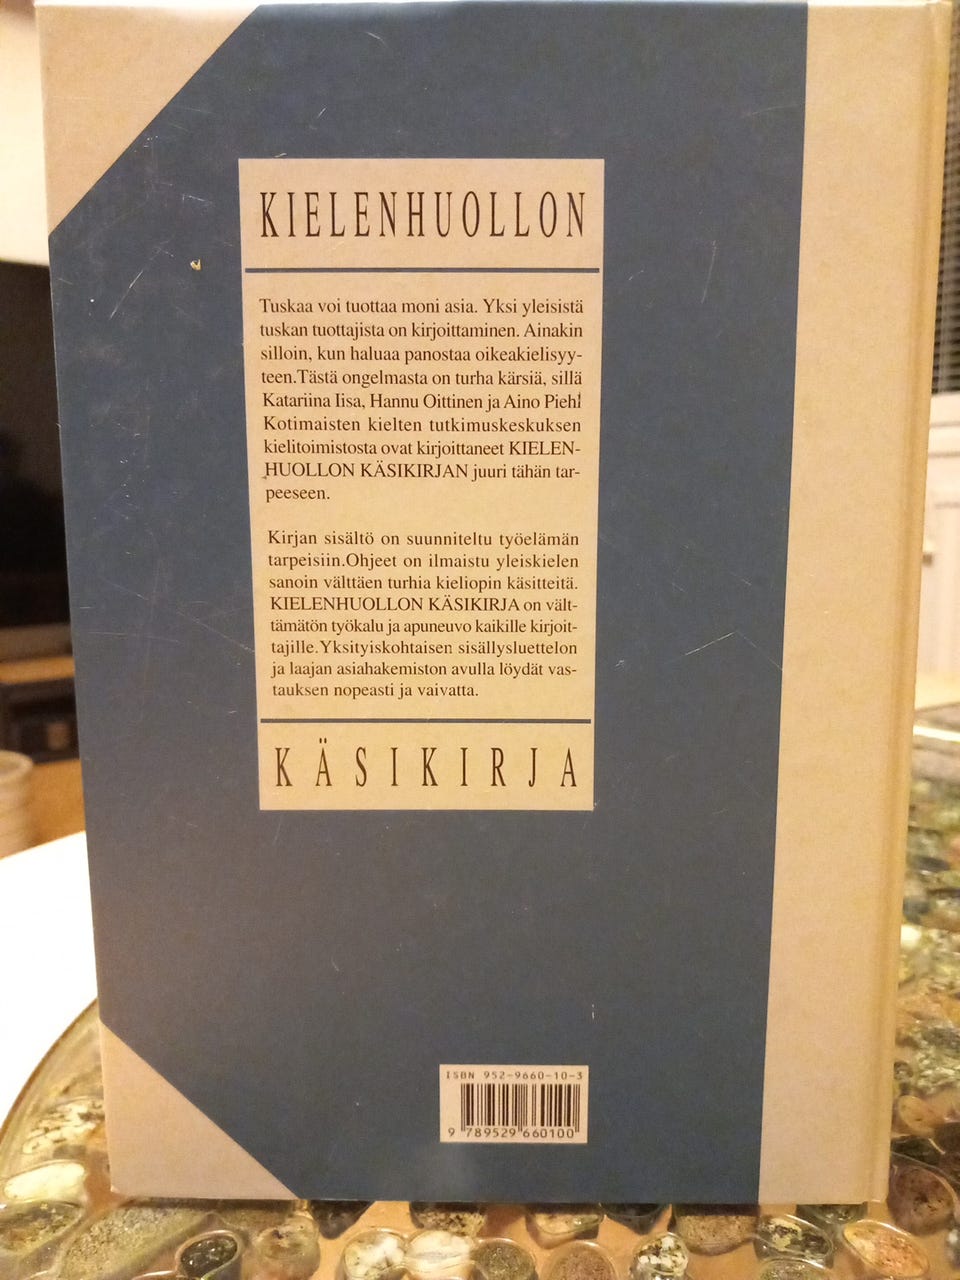 KIELENHUOLLON
Tuskaa voi tuottaa moni asia. Yksi yleisistä
tuskan tuottajista on kirjoittaminen. Ainakin
silloin, kun haluaa panostaa oikeakielisyy-
teen.Tästä ongelmasta on turha kärsiä, sillä
Katariina Iisa, Hannu Oittinen ja Aino Piehl
Kotimaisten kielten tutkimuskeskuksen
kielitoimistosta ovat kirjoittaneet KIELEN-
HUOLLON KÄSIKIRJAN juuri tähän tar-
peeseen.
Kirjan sisältö on suunniteltu työelämän
tarpeisiin.Ohjeet on ilmaistu yleiskielen
sanoin välttäen turhia kieliopin käsitteitä.
KIELENHUOLLON KÄSIKIRJA on vält-
tämätön työkalu ja apuneuvo kaikille kirjoit-
tajille.Yksityiskohtaisen sisällysluettelon
ja laajan asiahakemiston avulla löydät vas-
tauksen nopeasti ja vaivatta.
KÄSIKIRJA
ISBN 952-9660-10-3
9 789529 660100